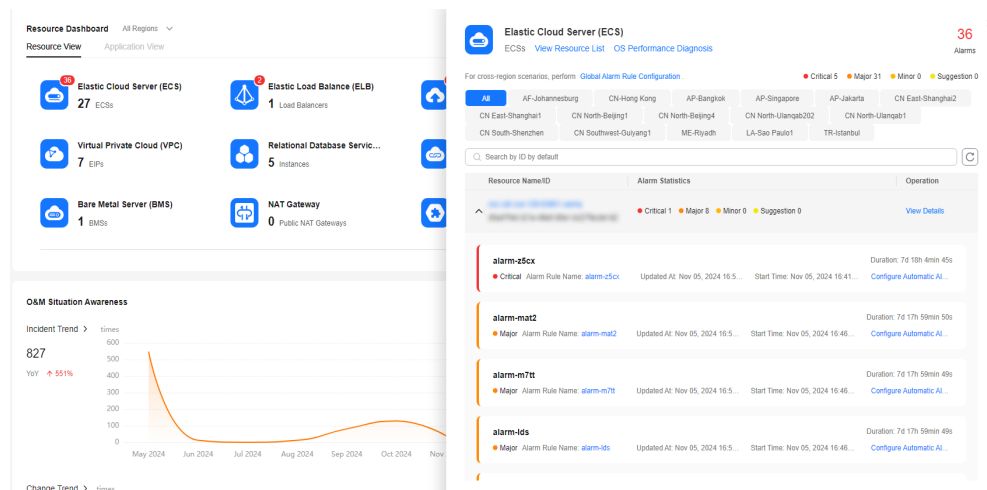 Resource Dashboard All Regions
Resource View Application View
36
Elastic Cloud Server (ECS)
27 ECSs
2
Elastic Load Balance (ELB)
1 Load Balancers
Virtual Private Cloud (VPC)
7 EIPs
Relational Database Servic...
5 Instances
Bare Metal Server (BMS)
1 BMSs
NAT Gateway
0 Public NAT Gateways
O&M Situation Awareness
Incident Trend > times
827
YoY ↑ 551%
600
500
400
300
200
100
0
May 2024 Jun 2024 Jul 2024 Aug 2024 Sep 2024 Oct 2024 Nov
Change Trend > times
Elastic Cloud Server (ECS)
ECSs View Resource List OS Performance Diagnosis
36
Alarms
For cross-region scenarios, perform Global Alarm Rule Configuration .
Critical 5 Major 31 Minor 0 Suggestion 0
All AF-Johannesburg CN-Hong Kong AP-Bangkok AP-Singapore AP-Jakarta CN East-Shanghai2
CN East-Shanghai1 CN North-Beijing1 CN North-Beijing4 CN North-Ulanqab202 CN North-Ulanqab1
CN South-Shenzhen CN Southwest-Guiyang1 ME-Riyadh LA-Sao Paulo1 TR-Istanbul
Search by ID by default
Resource Name/ID Alarm Statistics Operation
Critical 1 Major 8 Minor 0 Suggestion 0 View Details
alarm-z5cx Duration: 7d 18h 4min 45s
Critical Alarm Rule Name: alarm-z5cx Updated At: Nov 05, 2024 16:5... Start Time: Nov 05, 2024 16:41... Configure Automatic Al...
alarm-mat2 Duration: 7d 17h 59min 50s
Major Alarm Rule Name: alarm-mat2 Updated At: Nov 05, 2024 16:5... Start Time: Nov 05, 2024 16:46... Configure Automatic Al...
alarm-m7tt Duration: 7d 17h 59min 49s
Major Alarm Rule Name: alarm-m7tt Updated At: Nov 05, 2024 16:5... Start Time: Nov 05, 2024 16:46... Configure Automatic Al...
alarm-lds Duration: 7d 17h 59min 49s
Major Alarm Rule Name: alarm-lds Updated At: Nov 05, 2024 16:5... Start Time: Nov 05, 2024 16:46... Configure Automatic Al...